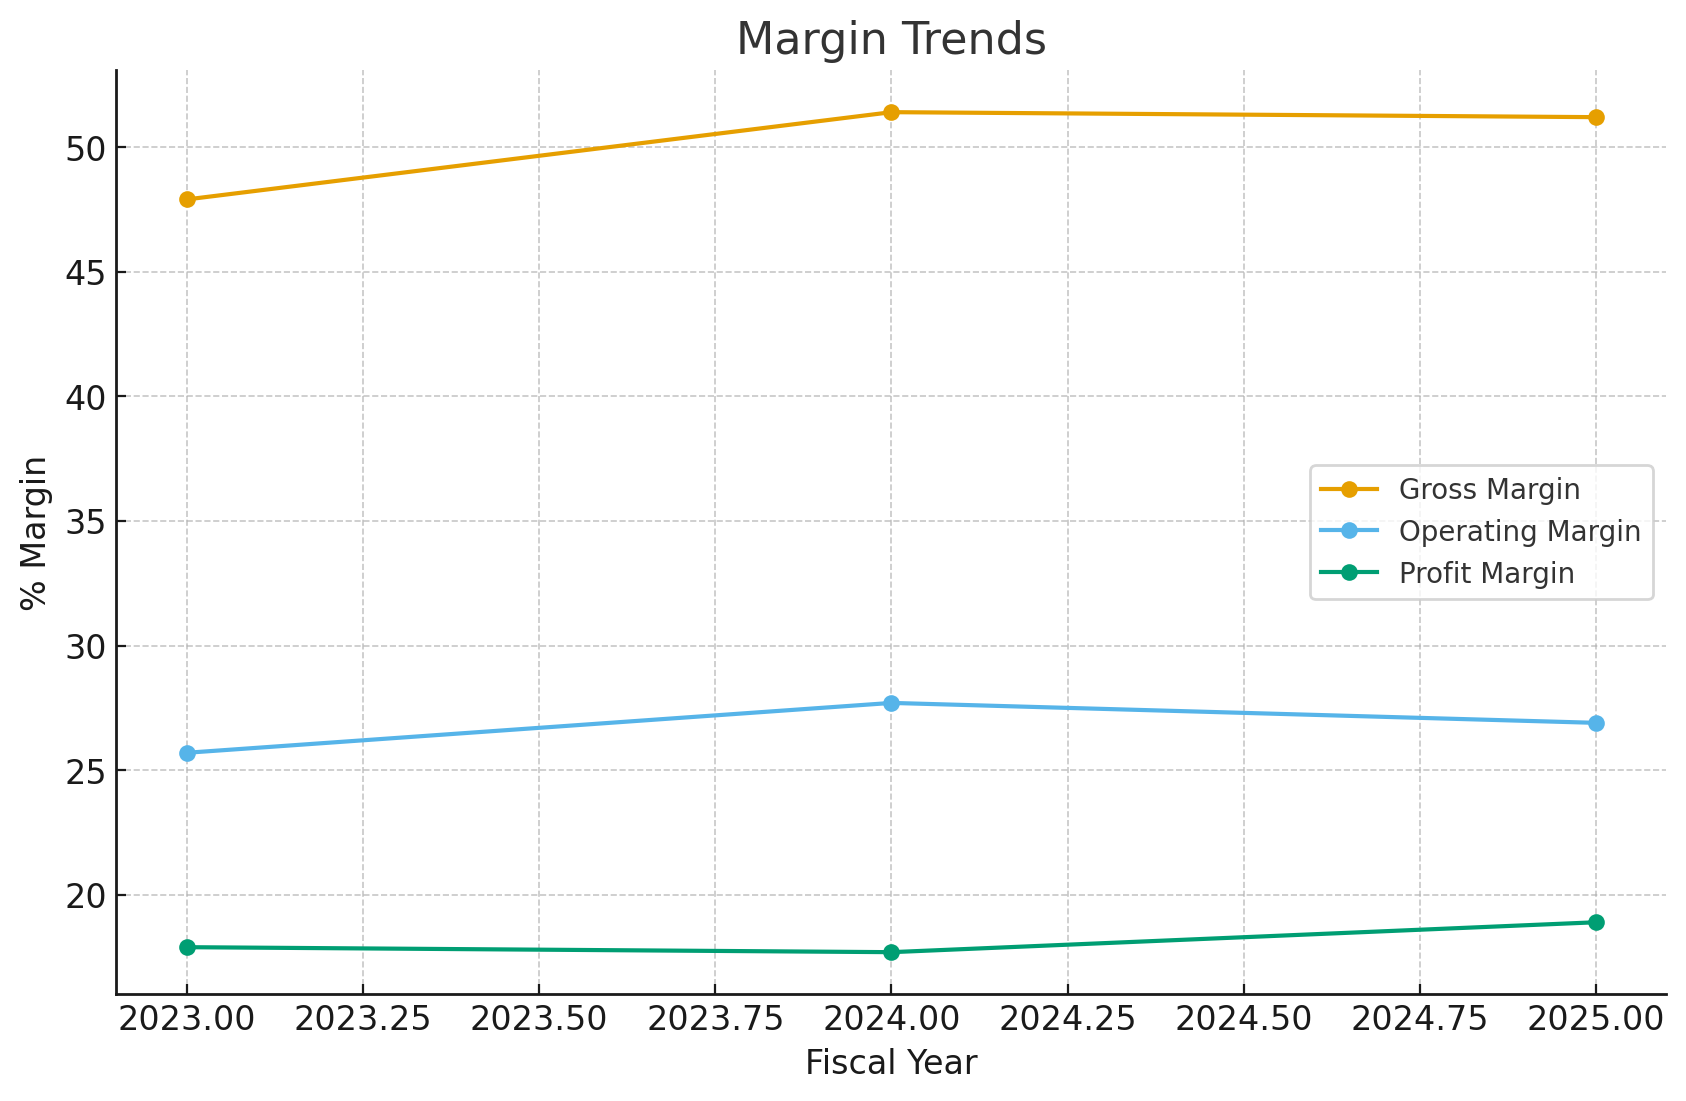 Margin Trends
50
45
40
35
30
25
20
% Margin
Gross Margin
Operating Margin
Profit Margin
2023.00 2023.25 2023.50 2023.75 2024.00 2024.25 2024.50 2024.75 2025.00
Fiscal Year